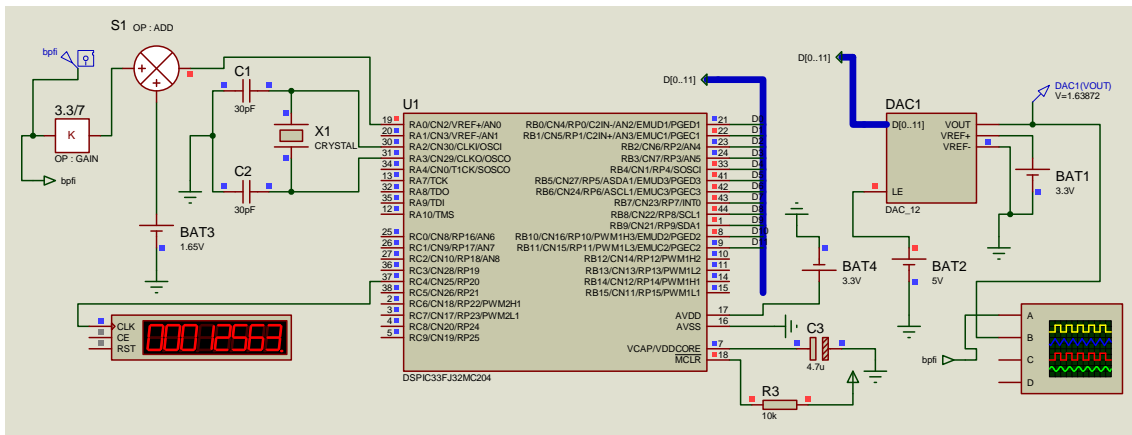 S1 OP : ADD
bpfi
3.3/7
K
OP : GAIN
bpfi
BAT3
1.65V
C1
30pF
X1
CRYSTAL
C2
30pF
U1
19 RA0/CN2/VREF+/AN0
20 RA1/CN3/VREF-/AN1
30 RA2/CN30/CLKI/OSCI
31 RA3/CN29/CLKO/OSCO
34 RA4/CN0/T1CK/SOSCO
13 RA7/TCK
32 RA8/TDO
35 RA9/TDI
12 RA10/TMS
25 RC0/CN8/RP16/AN6
26 RC1/CN9/RP17/AN7
27 RC2/CN10/RP18/AN8
36 RC3/CN28/RP19
37 RC4/CN25/RP20
38 RC5/CN26/RP21
2 RC6/CN18/RP22/PWM2H1
3 RC7/CN17/RP23/PWM2L1
4 RC8/CN20/RP24
5 RC9/CN19/RP25
RB0/CN4/RP0/C2IN-/AN2/EMUD1/PGED1 21
RB1/CN5/RP1/C2IN+/AN3/EMUC1/PGEC1 22
RB2/CN6/RP2/AN4 23
RB3/CN7/RP3/AN5 24
RB4/CN1/RP4/SOSCI 33
RB5/CN27/RP5/ASDA1/EMUD3/PGED3 41
RB6/CN24/RP6/ASCL1/EMUC3/PGEC3 42
RB7/CN23/RP7/INT0 43
RB8/CN22/RP8/SCL1 44
RB9/CN21/RP9/SDA1 1
RB10/CN16/RP10/PWM1H3/EMUD2/PGED2 8
RB11/CN15/RP11/PWM1L3/EMUC2/PGEC2 9
RB12/CN14/RP12/PWM1H2 10
RB13/CN13/RP13/PWM1L2 11
RB14/CN12/RP14/PWM1H1 14
RB15/CN11/RP15/PWM1L1 15
AVDD 17
AVSS 16
VCAP/VDDCORE 7
MCLR 18
DSPIC33FJ32MC204
CLK
CE
RST
00012563.
D[0..11]
D[0..11]
DAC1
D[0..11]
VOUT
VREF+
VREF-
LE
DAC_12
DAC1(VOUT)
V=1.63872
BAT1
3.3V
BAT4
3.3V
BAT2
5V
C3
4.7u
R3
10k
bpfi
A
B
C
D